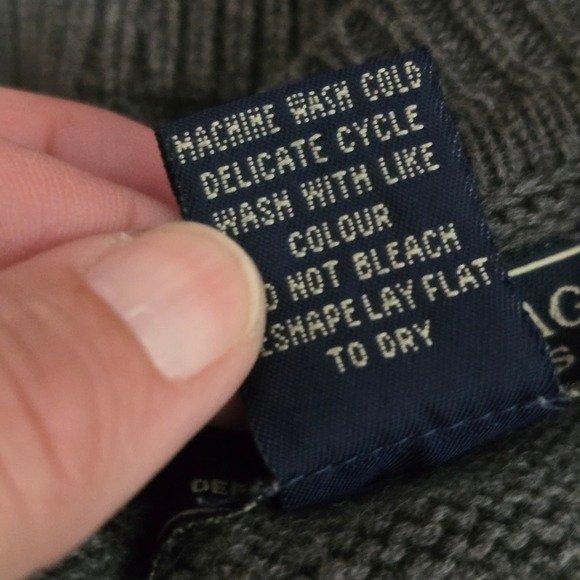 MACHINE WASH COLD
DELICATE CYCLE
WASH WITH LIKE
COLOUR
NOT BLEACH
LAY FLAT
TO DRY